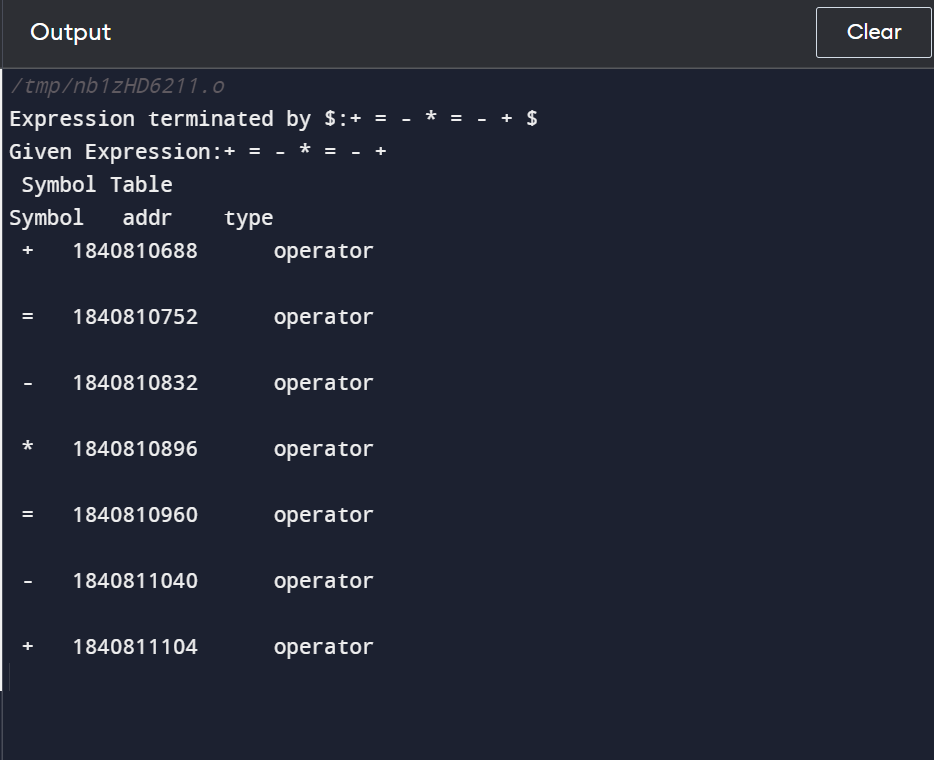 Output
Clear
/tmp/nb1zHD6211.o
Expression terminated by $:+ = - * = - + $
Given Expression:+ = - * = - +
Symbol Table
Symbol addr type
+ 1840810688 operator
= 1840810752 operator
- 1840810832 operator
* 1840810896 operator
= 1840810960 operator
- 1840811040 operator
+ 1840811104 operator